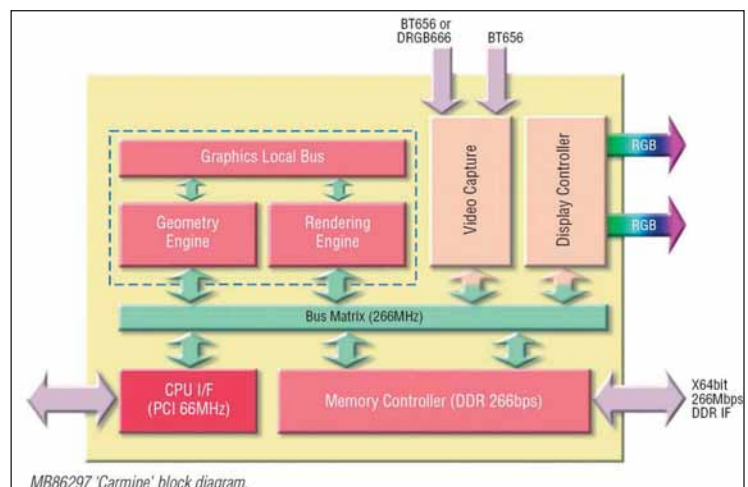 BT656 or
DRGB666
BT656
Graphics Local Bus
Geometry
Engine
Rendering
Engine
Video Capture
Display Controller
RGB
RGB
Bus Matrix (266MHz)
CPU I/F
(PCI 66MHz)
Memory Controller (DDR 266bps)
X64bit
266Mbps
DDR IF
MB86297 'Carmine' block diagram.